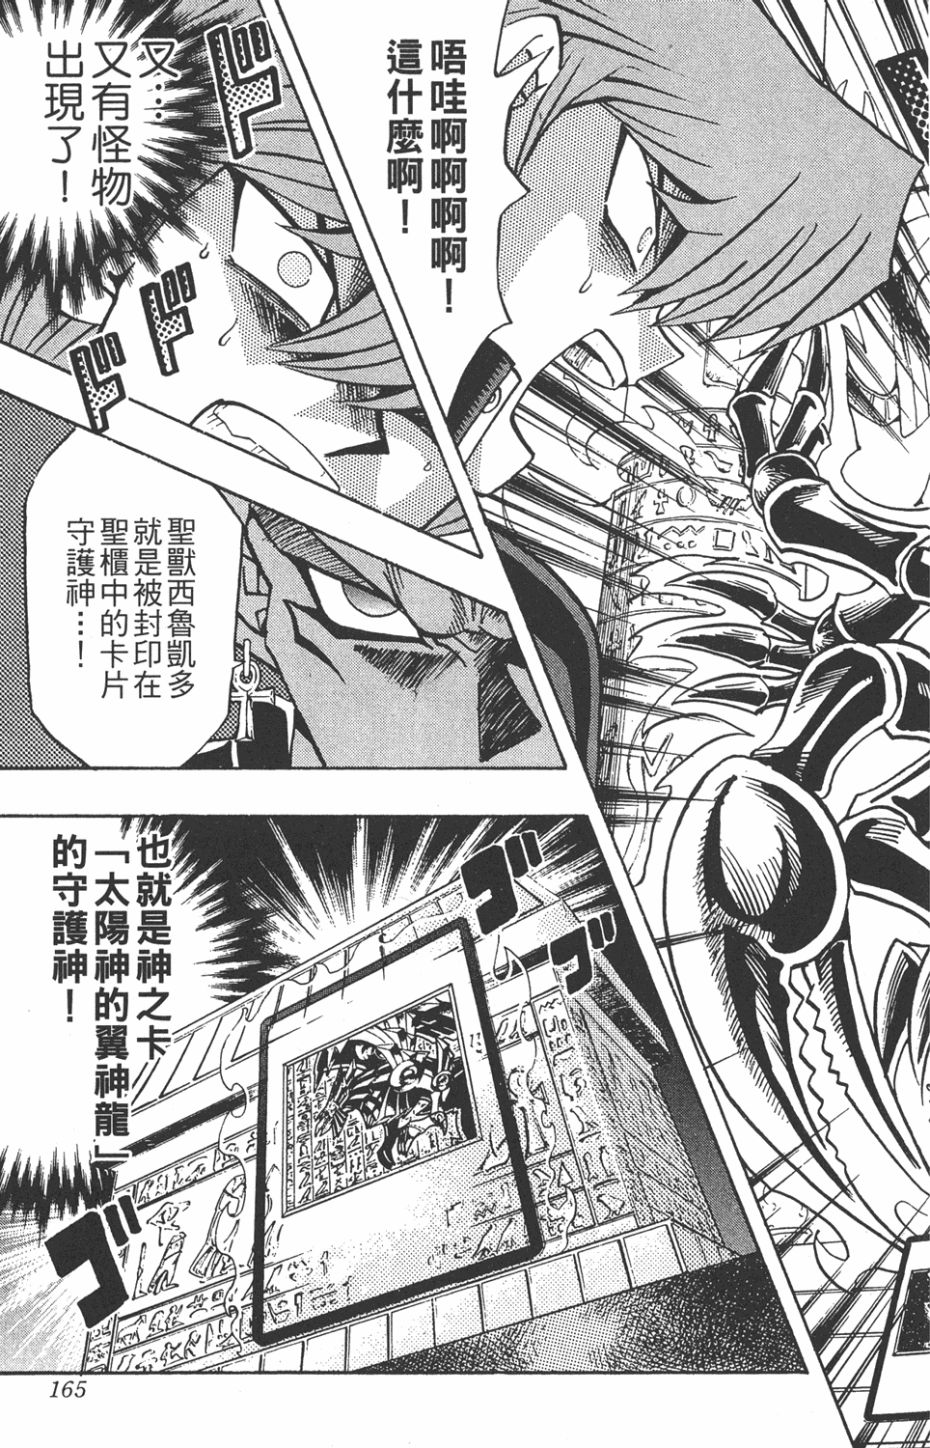 唔哇啊啊啊啊！
這什麼啊！
又……
又有怪物
出現了！
ドドド
ドドド
聖獸西魯凱多
就是被封印在
聖櫃中的卡片
守護神……！
也就是神之卡
「太陽神的翼神龍」
的守護神！
ゴ
ゴ
ゴ
165